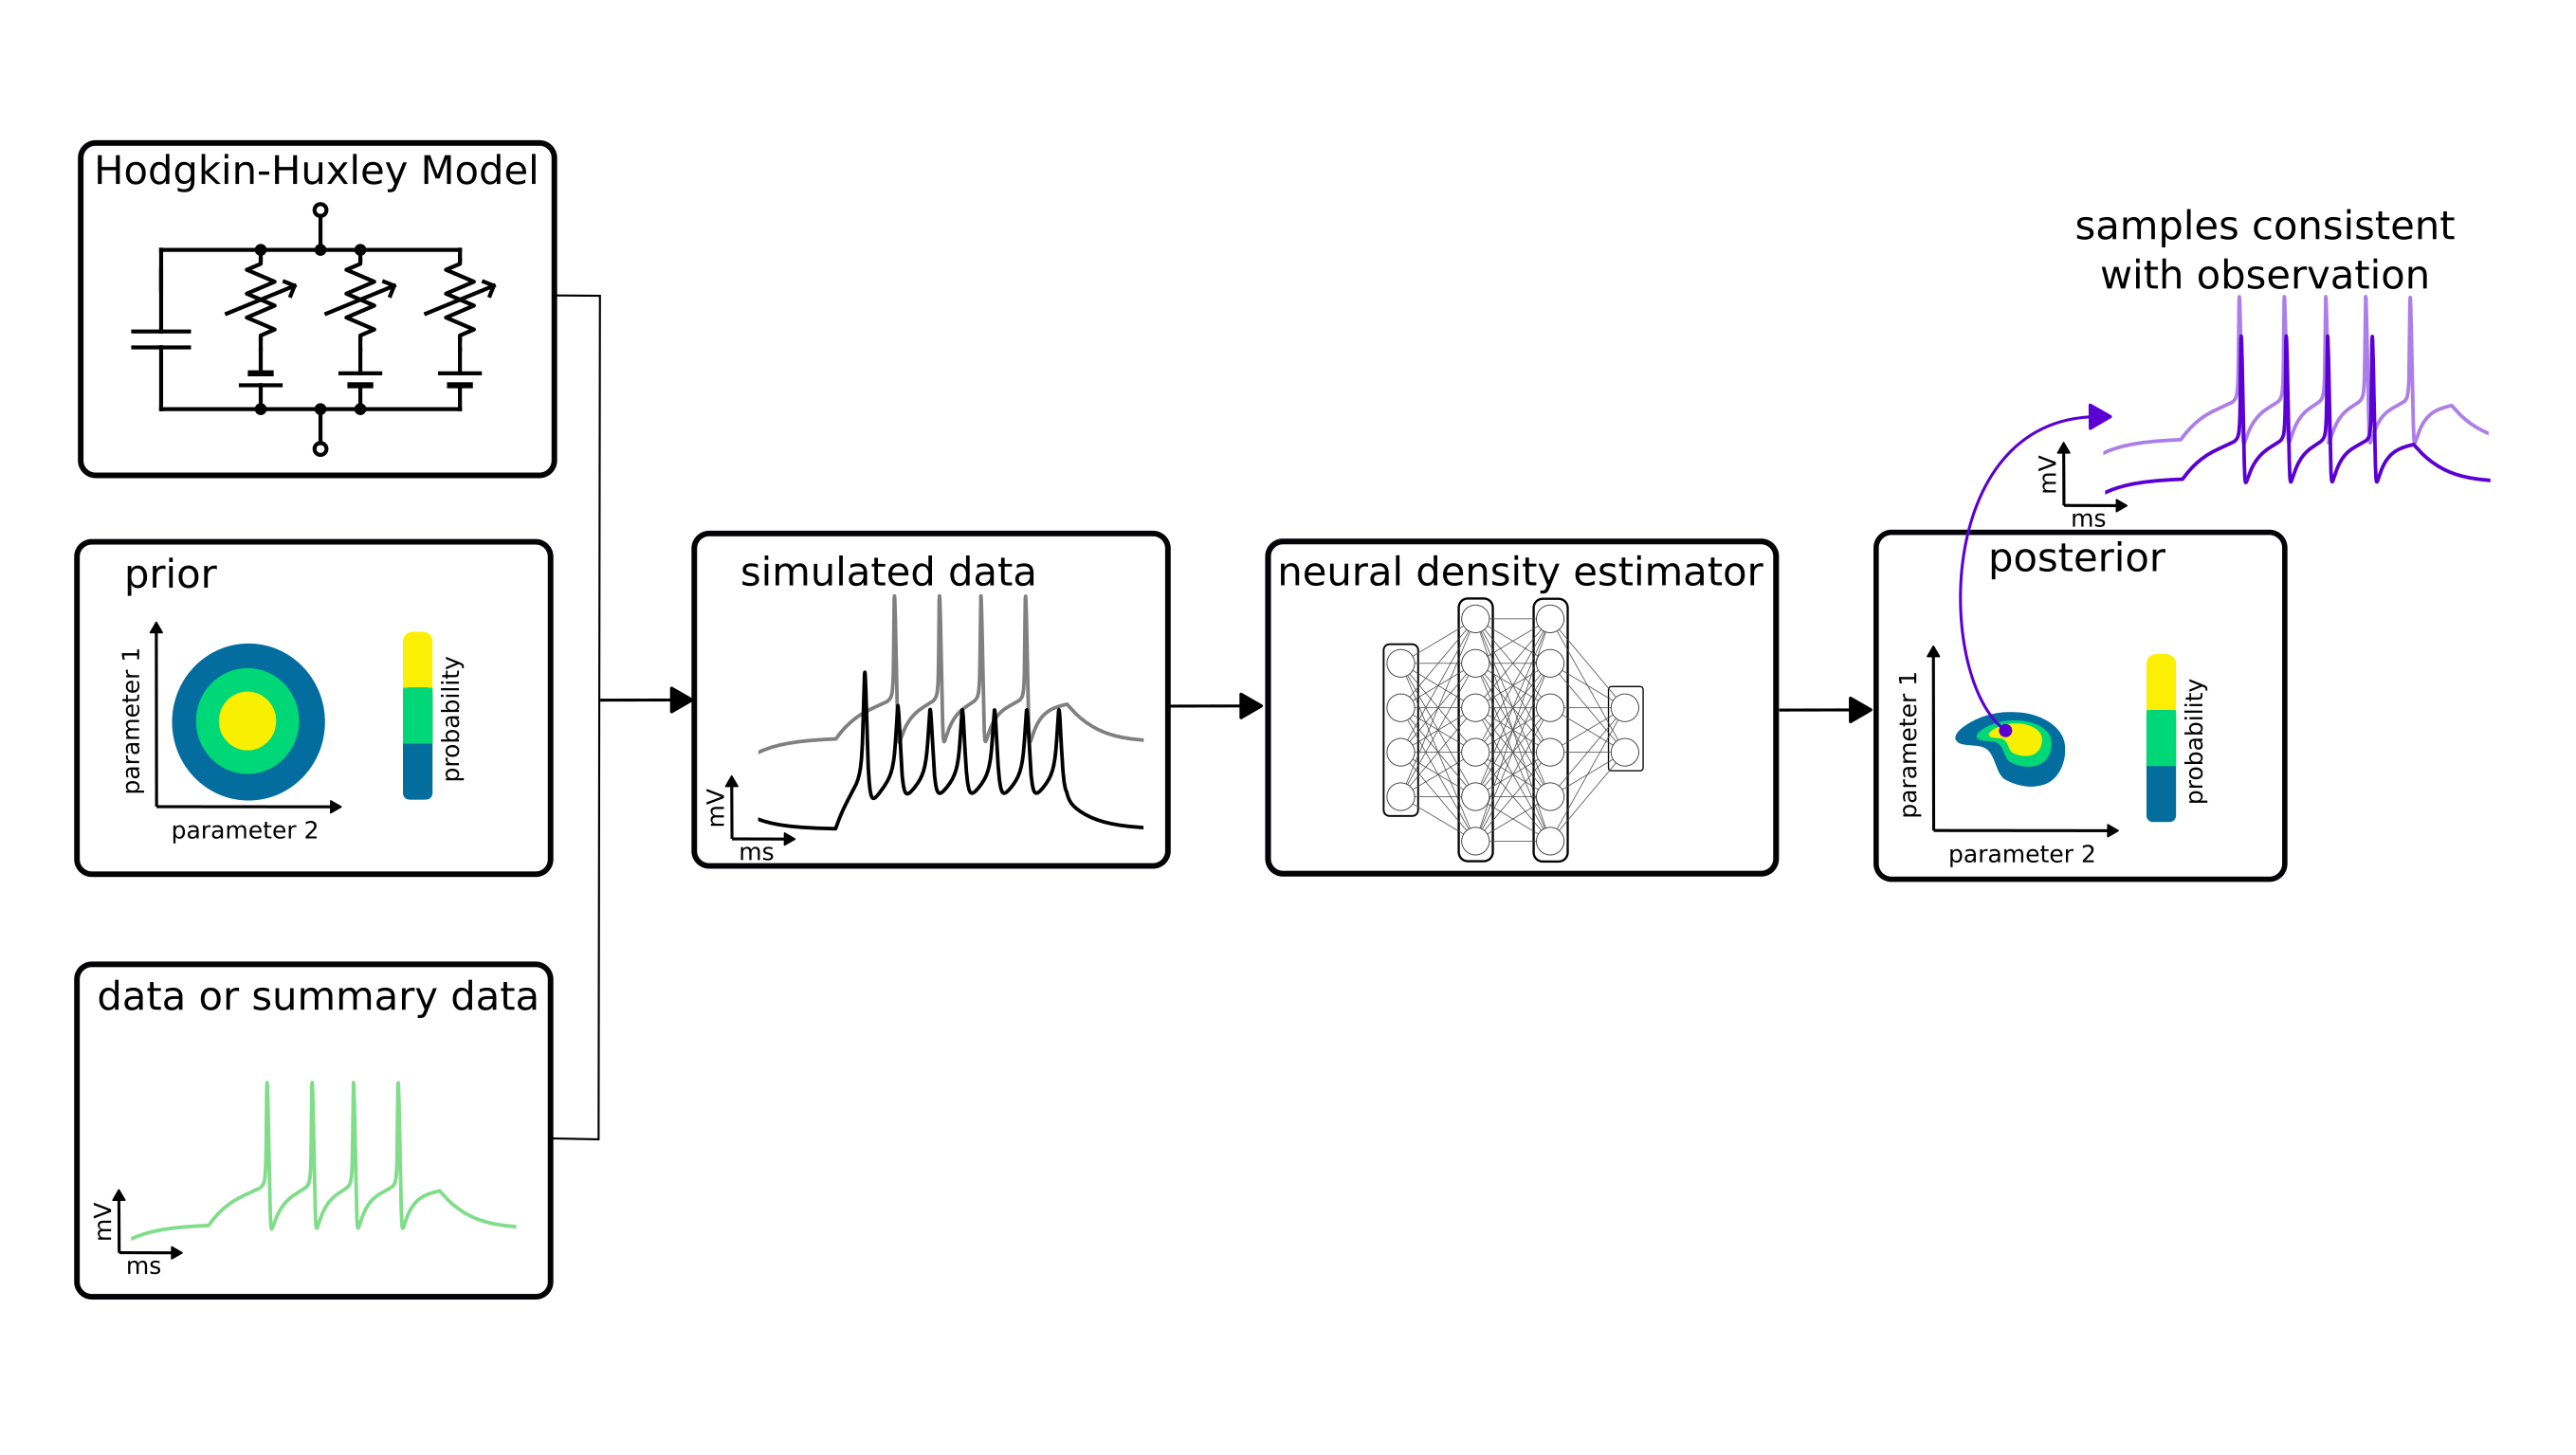 Hodgkin-Huxley Model
prior
parameter 1
parameter 2
probability
data or summary data
mV
ms
simulated data
mV
ms
neural density estimator
samples consistent
with observation
mV
ms
posterior
parameter 1
parameter 2
probability